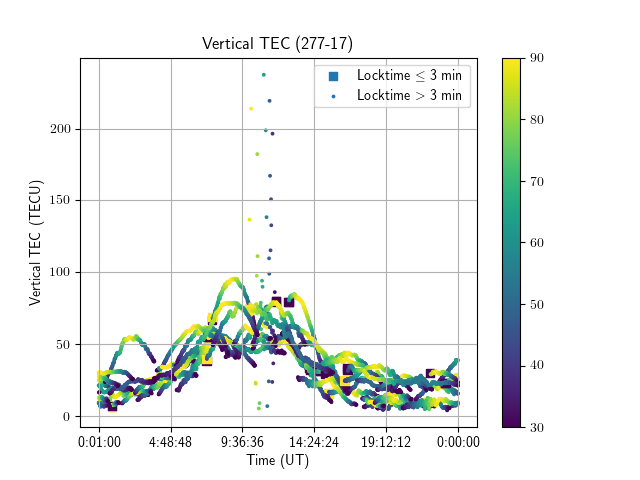 Vertical TEC (277-17)
Locktime ≤ 3 min
Locktime > 3 min
Vertical TEC (TECU)
200
150
100
50
0
0:01:00 4:48:48 9:36:36 14:24:24 19:12:12 0:00:00
Time (UT)
90
80
70
60
50
40
30